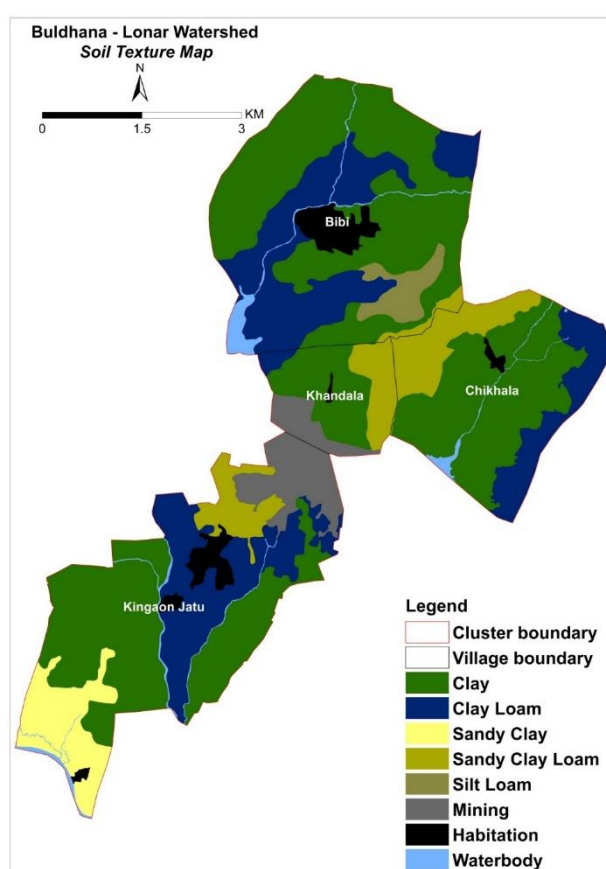 Buldhana - Lonar Watershed
Soil Texture Map
N
KM
0 1.5 3
Bibi
Khandala
Chikhala
Kingaon Jatu
Legend
Cluster boundary
Village boundary
Clay
Clay Loam
Sandy Clay
Sandy Clay Loam
Silt Loam
Mining
Habitation
Waterbody